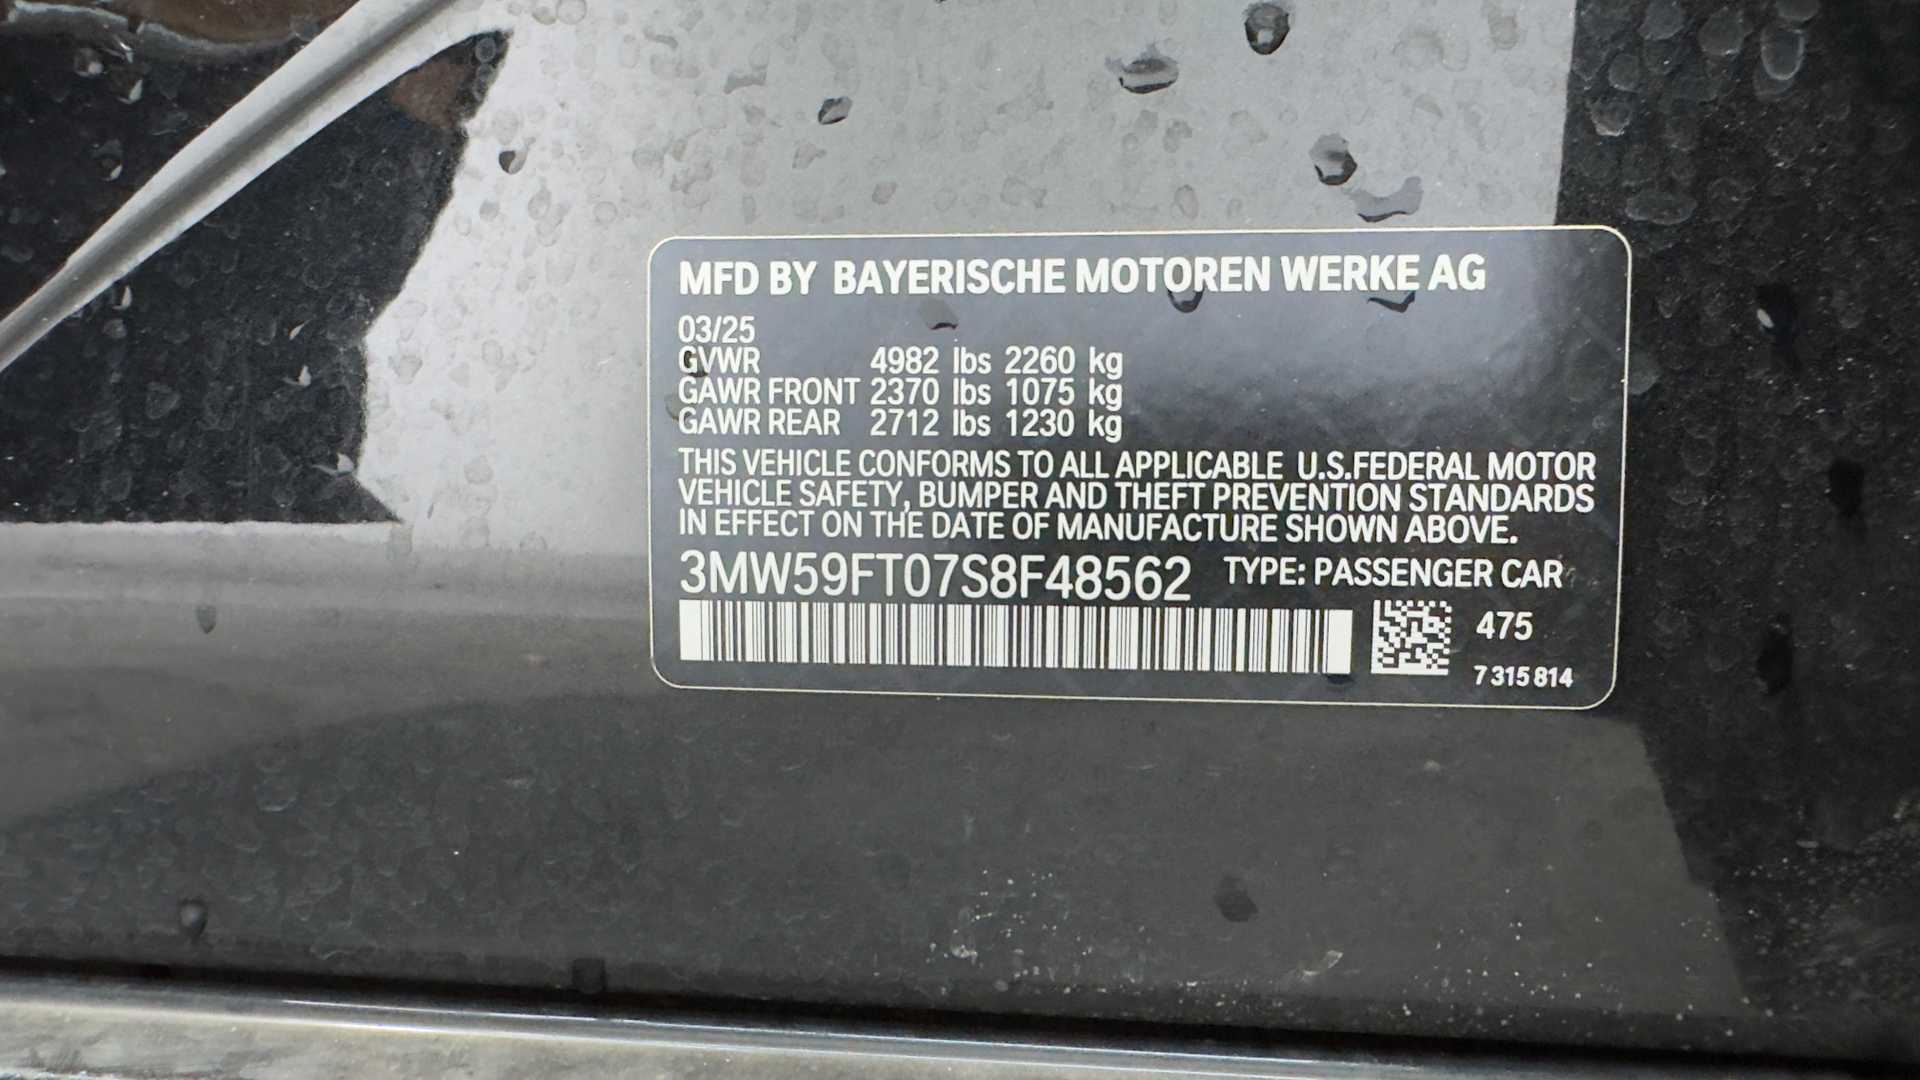 MFD BY BAYERISCHE MOTOREN WERKE AG
03/25
GVWR 4982 lbs 2260 kg
GAWR FRONT 2370 lbs 1075 kg
GAWR REAR 2712 lbs 1230 kg
THIS VEHICLE CONFORMS TO ALL APPLICABLE U.S.FEDERAL MOTOR
VEHICLE SAFETY, BUMPER AND THEFT PREVENTION STANDARDS
IN EFFECT ON THE DATE OF MANUFACTURE SHOWN ABOVE.
3MW59FT07S8F48562 TYPE: PASSENGER CAR
475
7 315 814